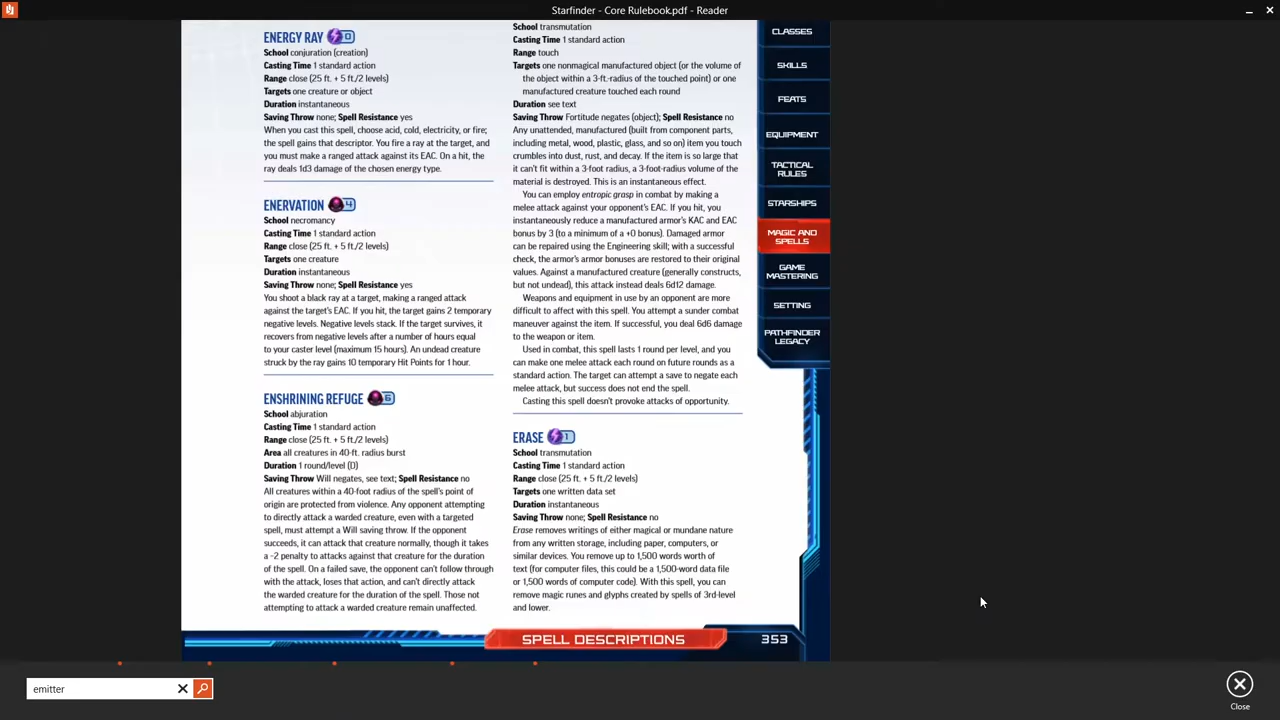 Starfinder - Core Rulebook.pdf - Reader
ENERGY RAY 0
School conjuration (creation)
Casting Time 1 standard action
Range close (25 ft. + 5 ft./2 levels)
Targets one creature or object
Duration instantaneous
Saving Throw none; Spell Resistance yes
When you cast this spell, choose acid, cold, electricity, or fire;
the spell gains that descriptor. You fire a ray at the target, and
you must make a ranged attack against its EAC. On a hit, the
ray deals 1d3 damage of the chosen energy type.
ENERVATION 4
School necromancy
Casting Time 1 standard action
Range close (25 ft. + 5 ft./2 levels)
Targets one creature
Duration instantaneous
Saving Throw none; Spell Resistance yes
You shoot a black ray at a target, making a ranged attack
against the target's EAC. If you hit, the target gains 2 temporary
negative levels. Negative levels stack. If the target survives, it
recovers from negative levels after a number of hours equal
to your caster level (maximum 15 hours). An undead creature
struck by the ray gains 10 temporary Hit Points for 1 hour.
ENSHRINING REFUGE 6
School abjuration
Casting Time 1 standard action
Range close (25 ft. + 5 ft./2 levels)
Area all creatures in 40-ft. radius burst
Duration 1 round/level (D)
Saving Throw Will negates, see text; Spell Resistance no
All creatures within a 40-foot radius of the spell's point of
origin are protected from violence. Any opponent attempting
to directly attack a warded creature, even with a targeted
spell, must attempt a Will saving throw. If the opponent
succeeds, it can attack that creature normally, though it takes
a -2 penalty to attacks against that creature for the duration
of the spell. On a failed save, the opponent can't follow through
with the attack, loses that action, and can't directly attack
the warded creature for the duration of the spell. Those not
attempting to attack a warded creature remain unaffected.
School transmutation
Casting Time 1 standard action
Range touch
Targets one nonmagical manufactured object (or the volume of
the object within a 3-ft.-radius of the touched point) or one
manufactured creature touched each round
Duration see text
Saving Throw Fortitude negates (object); Spell Resistance no
Any unattended, manufactured (built from component parts,
including metal, wood, plastic, glass, and so on) item you touch
crumbles into dust, rust, and decay. If the item is so large that
it can't fit within a 3-foot radius, a 3-foot-radius volume of the
material is destroyed. This is an instantaneous effect.
You can employ entropic grasp in combat by making a
melee attack against your opponent's EAC. If you hit, you
instantaneously reduce a manufactured armor's KAC and EAC
bonus by 3 (to a minimum of a +0 bonus). Damaged armor
can be repaired using the Engineering skill; with a successful
check, the armor's armor bonuses are restored to their original
values. Against a manufactured creature (generally constructs,
but not undead), this attack instead deals 6d12 damage.
Weapons and equipment in use by an opponent are more
difficult to affect with this spell. You attempt a sunder combat
maneuver against the item. If successful, you deal 6d6 damage
to the weapon or item.
Used in combat, this spell lasts 1 round per level, and you
can make one melee attack each round on future rounds as a
standard action. The target can attempt a save to negate each
melee attack, but success does not end the spell.
Casting this spell doesn't provoke attacks of opportunity.
ERASE 1
School transmutation
Casting Time 1 standard action
Range close (25 ft. + 5 ft./2 levels)
Targets one written data set
Duration instantaneous
Saving Throw none; Spell Resistance no
Erase removes writings of either magical or mundane nature
from any written storage, including paper, computers, or
similar devices. You remove up to 1,500 words worth of
text (for computer files, this could be a 1,500-word data file
or 1,500 words of computer code). With this spell, you can
remove magic runes and glyphs created by spells of 3rd-level
and lower.
CLASSES
SKILLS
FEATS
EQUIPMENT
TACTICAL
RULES
STARSHIPS
MAGIC AND
SPELLS
GAME
MASTERING
SETTING
PATHFINDER
LEGACY
SPELL DESCRIPTIONS 353
emitter
Close